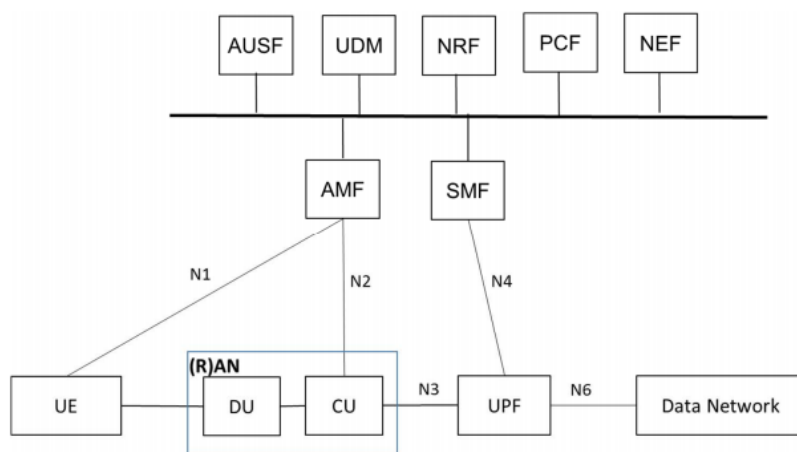 AUSF UDM NRF PCF NEF
AMF SMF
N1 N2 N4
(R)AN
UE DU CU N3 UPF N6 Data Network